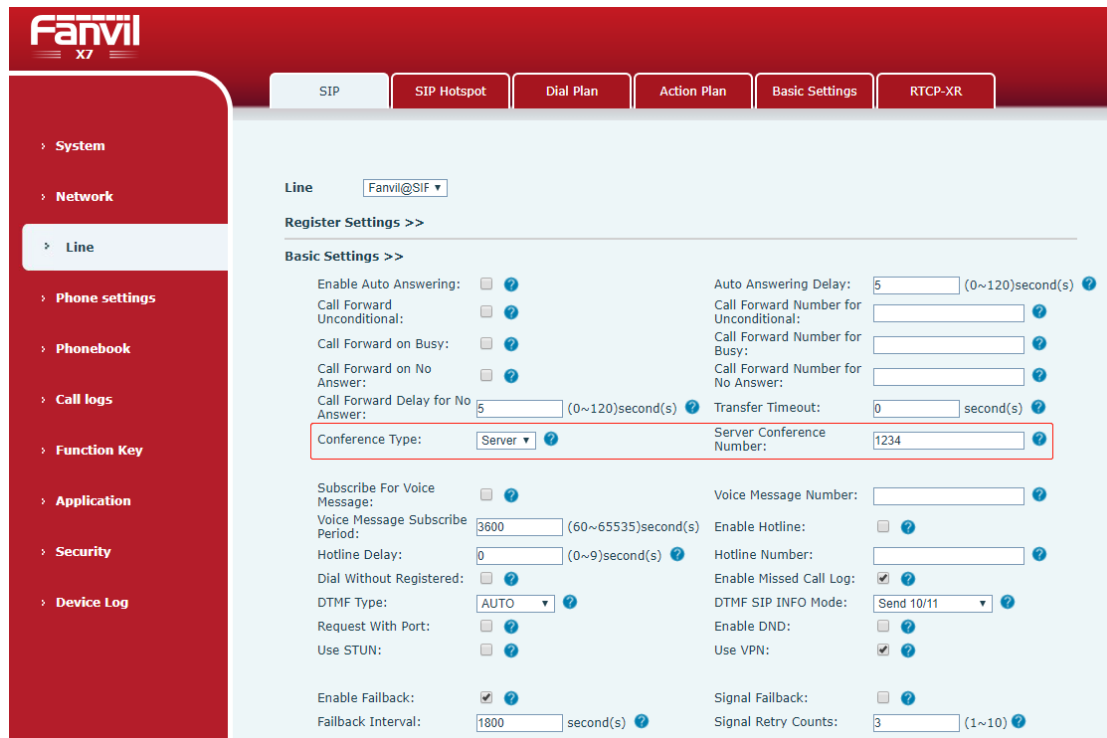 Fanvil
X7
SIP
SIP Hotspot
Dial Plan
Action Plan
Basic Settings
RTCP-XR
› System
› Network
› Line
› Phone settings
› Phonebook
› Call logs
› Function Key
› Application
› Security
› Device Log
Line Fanvil@SIF ▾
Register Settings >>
Basic Settings >>
Enable Auto Answering: ?
Auto Answering Delay: 5 (0~120)second(s) ?
Call Forward
Unconditional: ?
Call Forward Number for
Unconditional: ?
Call Forward on Busy: ?
Call Forward Number for
Busy: ?
Call Forward on No
Answer: ?
Call Forward Number for
No Answer: ?
Call Forward Delay for No
Answer: 5 (0~120)second(s) ?
Transfer Timeout: 0 second(s) ?
Conference Type: Server ▾ ?
Server Conference
Number: 1234 ?
Subscribe For Voice
Message: ?
Voice Message Number: ?
Voice Message Subscribe
Period: 3600 (60~65535)second(s)
Enable Hotline: ?
Hotline Delay: 0 (0~9)second(s) ?
Hotline Number: ?
Dial Without Registered: ?
Enable Missed Call Log: ?
DTMF Type: AUTO ▾ ?
DTMF SIP INFO Mode: Send 10/11 ▾ ?
Request With Port: ?
Enable DND: ?
Use STUN: ?
Use VPN: ?
Enable Failback: ?
Signal Failback: ?
Failback Interval: 1800 second(s) ?
Signal Retry Counts: 3 (1~10) ?